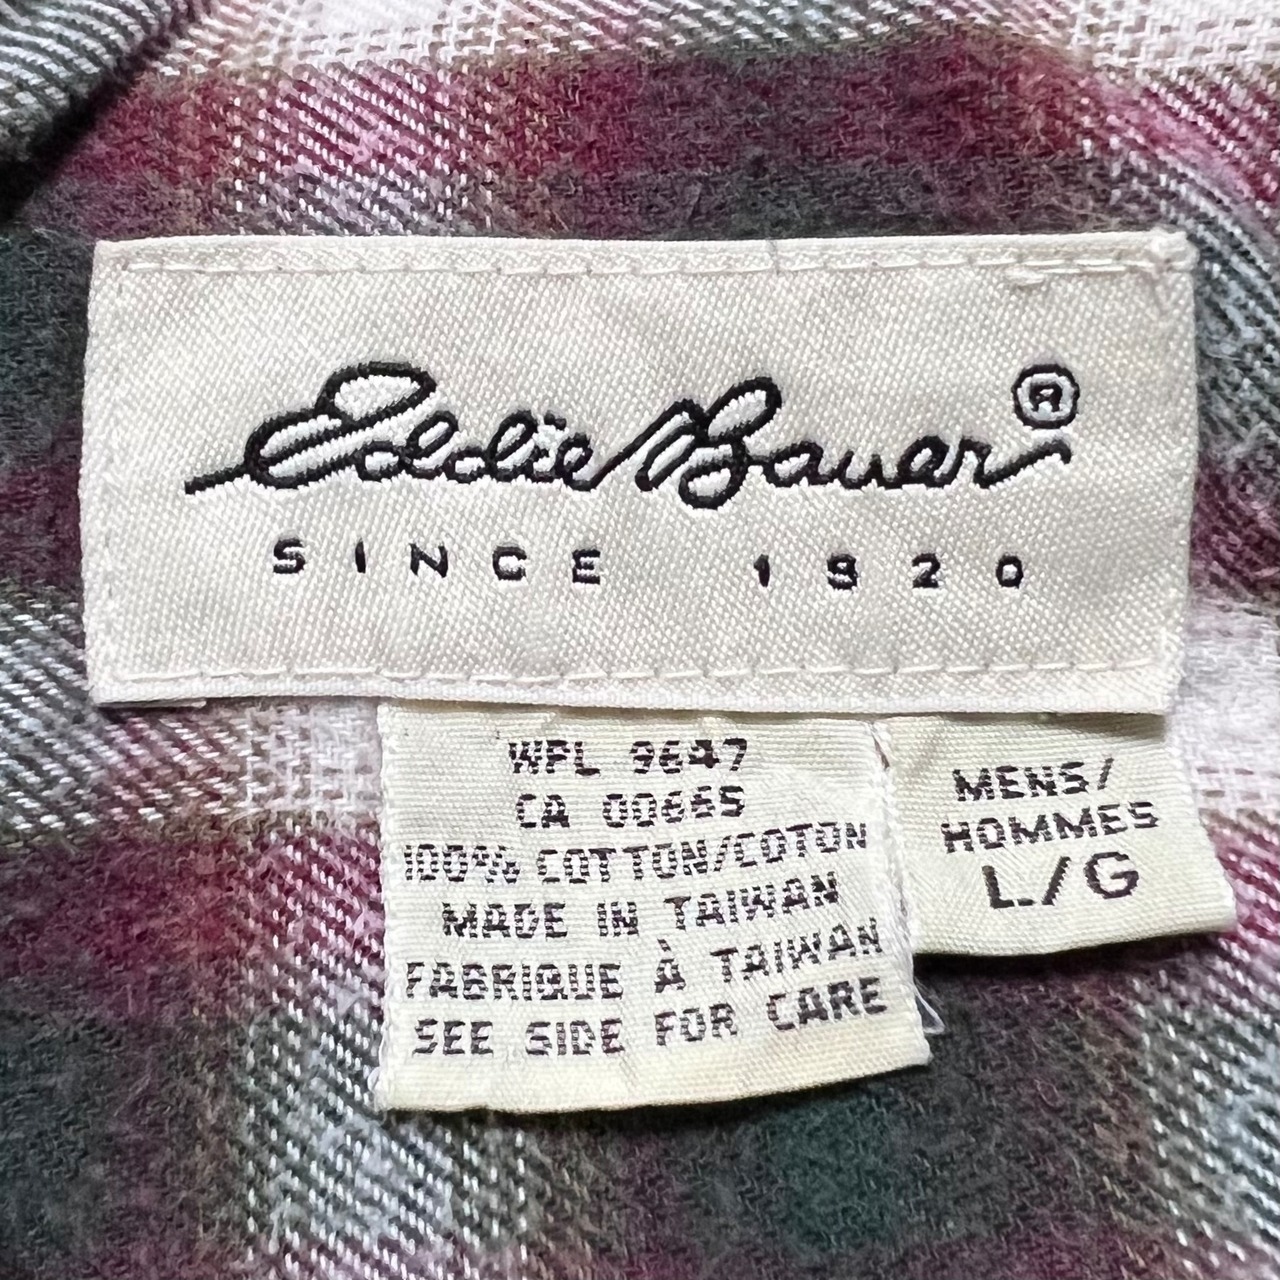 Eddie Bauer®
SINCE 1920
WPL 9647
CA 00665
100% COTTON/COTON
MADE IN TAIWAN
FABRIQUE À TAIWAN
SEE SIDE FOR CARE
MENS/
HOMMES
L/G